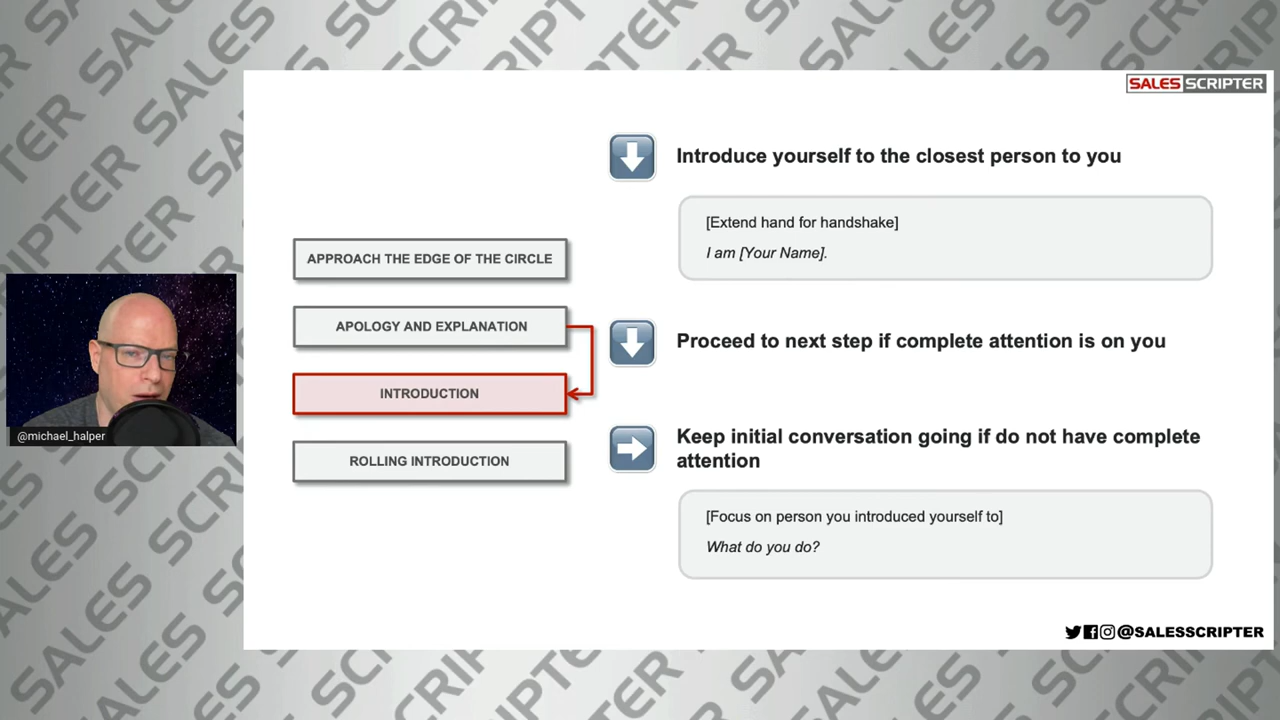 SALES SCRIPTER
Introduce yourself to the closest person to you
[Extend hand for handshake]
I am [Your Name].
APPROACH THE EDGE OF THE CIRCLE
APOLOGY AND EXPLANATION
INTRODUCTION
ROLLING INTRODUCTION
Proceed to next step if complete attention is on you
Keep initial conversation going if do not have complete
attention
[Focus on person you introduced yourself to]
What do you do?
@michael_halper
@SALESSCRIPTER